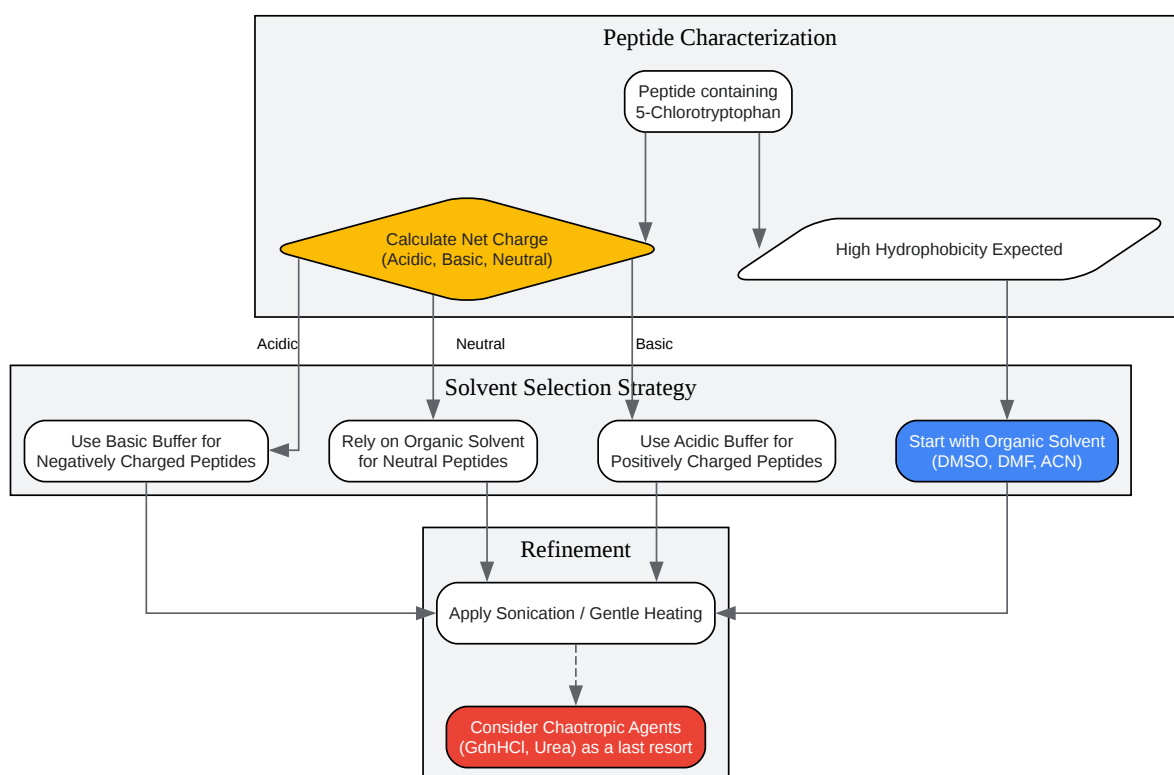 Peptide Characterization
Peptide containing
5-Chlorotryptophan
Calculate Net Charge
(Acidic, Basic, Neutral)
High Hydrophobicity Expected
Acidic
Neutral
Basic
Solvent Selection Strategy
Use Basic Buffer for
Negatively Charged Peptides
Rely on Organic Solvent
for Neutral Peptides
Use Acidic Buffer for
Positively Charged Peptides
Start with Organic Solvent
(DMSO, DMF, ACN)
Refinement
Apply Sonication / Gentle Heating
Consider Chaotropic Agents
(GdnHCl, Urea) as a last resort